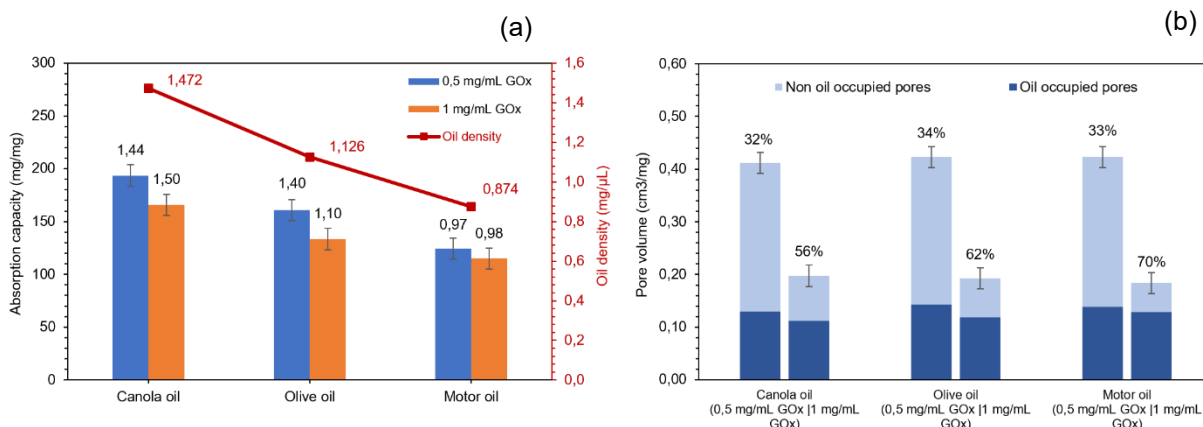 (a)
300
250
200
150
100
50
0
Absorption capacity (mg/mg)
1,472
1,126
0,874
1,44
1,50
1,40
1,10
0,97
0,98
0,5 mg/mL GOx
1 mg/mL GOx
Oil density
1,6
1,4
1,2
1,0
0,8
0,6
0,4
0,2
0,0
Oil density (mg/µL)
Canola oil
Olive oil
Motor oil
(b)
0,60
0,50
0,40
0,30
0,20
0,10
0,00
Pore volume (cm3/mg)
Non oil occupied pores
Oil occupied pores
32%
56%
34%
62%
33%
70%
Canola oil
(0,5 mg/mL GOx |1 mg/mL
GOx)
Olive oil
(0,5 mg/mL GOx |1 mg/mL
GOx)
Motor oil
(0,5 mg/mL GOx |1 mg/mL
GOx)